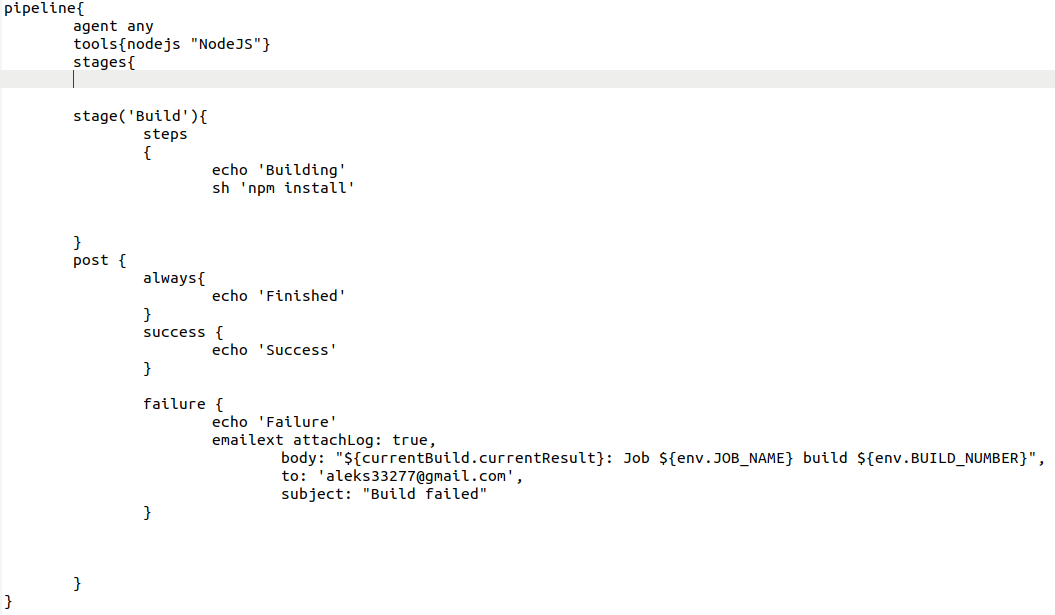 pipeline{
        agent any
        tools{nodejs "NodeJS"}
        stages{

        stage('Build'){
                steps
                {
                        echo 'Building'
                        sh 'npm install'

        }
        post {
                always{
                        echo 'Finished'
                }
                success {
                        echo 'Success'
                }

                failure {
                        echo 'Failure'
                        emailext attachLog: true,
                                body: "${currentBuild.currentResult}: Job ${env.JOB_NAME} build ${env.BUILD_NUMBER}",
                                to: 'aleks33277@gmail.com',
                                subject: "Build failed"
                }

        }
}